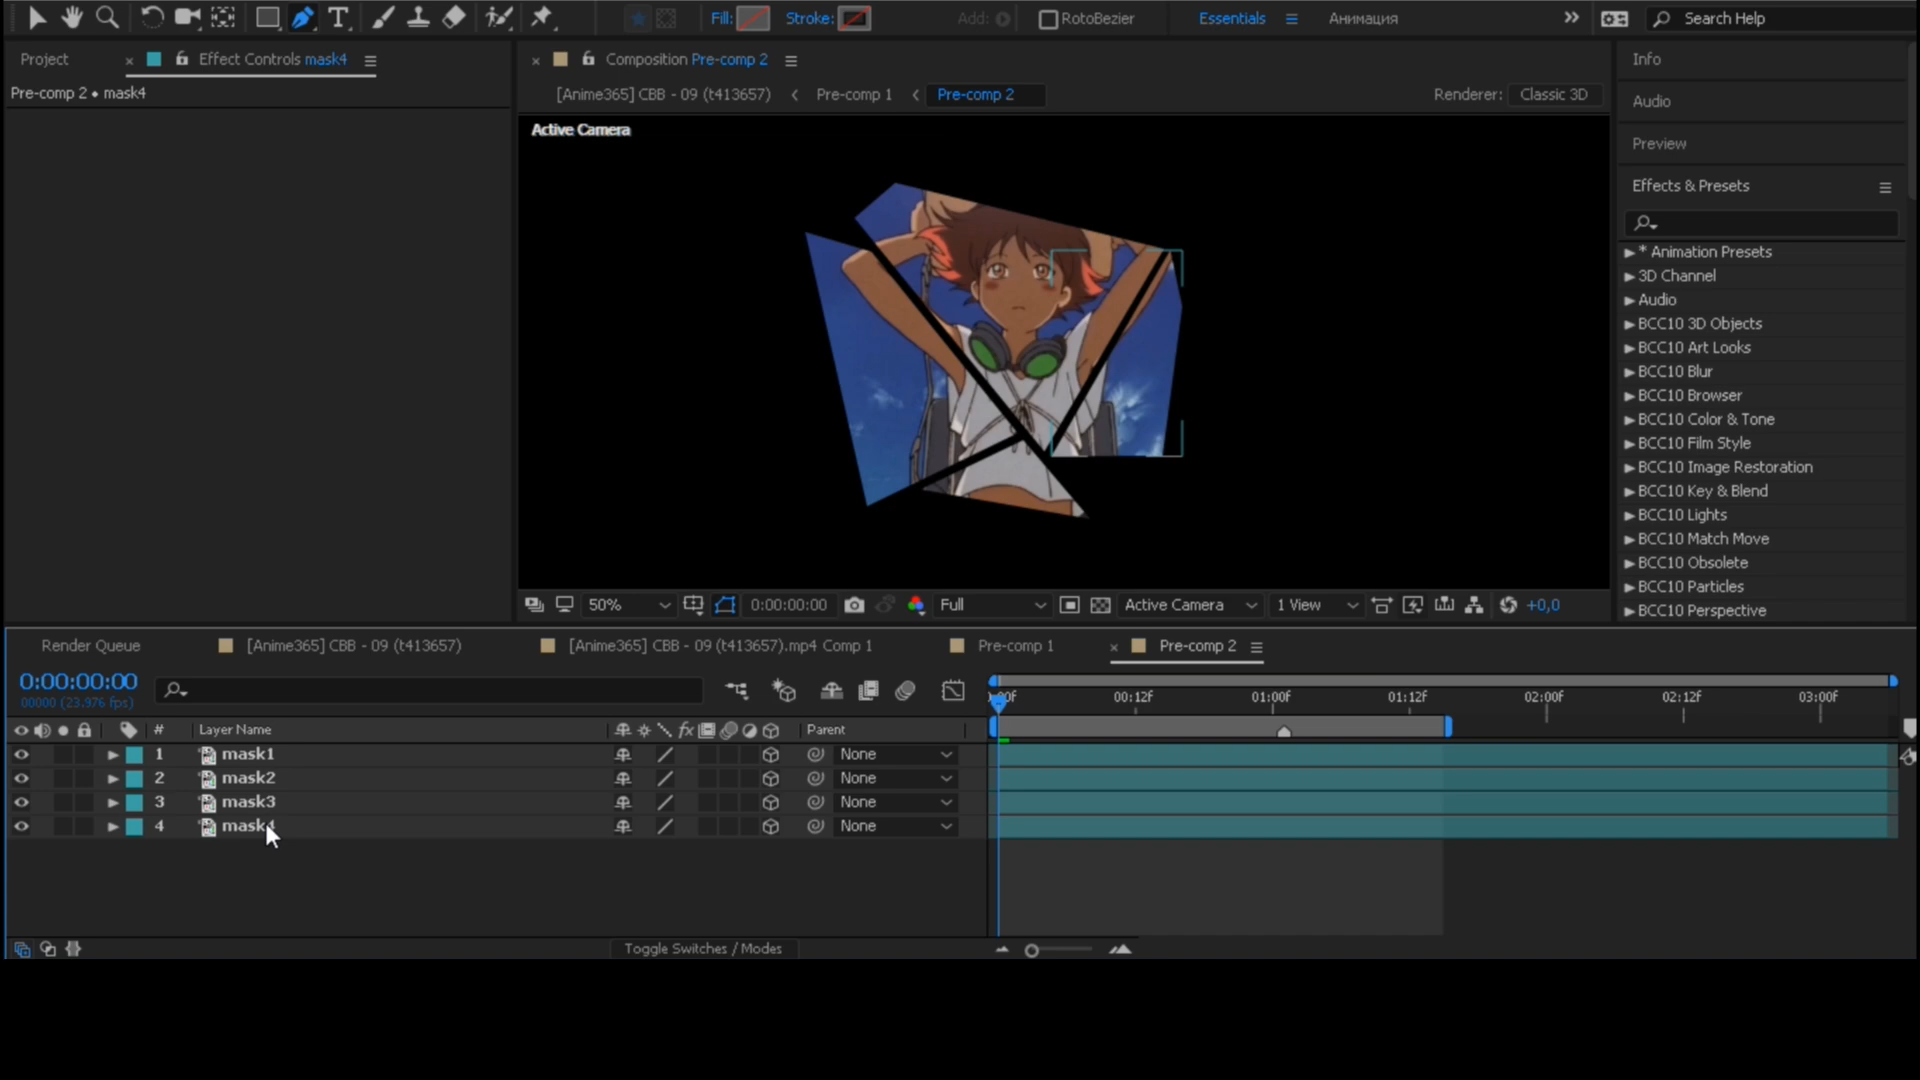 Fill:
Stroke:
Add:
RotoBezier
Essentials
Анимация
Search Help
Project
Effect Controls mask4
Pre-comp 2 • mask4
Composition Pre-comp 2
[Anime365] CBB - 09 (t413657)
Pre-comp 1
Pre-comp 2
Renderer:
Classic 3D
Active Camera
Info
Audio
Preview
Effects & Presets
* Animation Presets
3D Channel
Audio
BCC10 3D Objects
BCC10 Art Looks
BCC10 Blur
BCC10 Browser
BCC10 Color & Tone
BCC10 Film Style
BCC10 Image Restoration
BCC10 Key & Blend
BCC10 Lights
BCC10 Match Move
BCC10 Obsolete
BCC10 Particles
BCC10 Perspective
50%
0:00:00:00
Full
Active Camera
1 View
+0,0
Render Queue
[Anime365] CBB - 09 (t413657)
[Anime365] CBB - 09 (t413657).mp4 Comp 1
Pre-comp 1
Pre-comp 2
0:00:00:00
00000 (23.976 fps)
00:12f
01:00f
01:12f
02:00f
02:12f
03:00f
#
Layer Name
fx
Parent
1 mask1 None
2 mask2 None
3 mask3 None
4 mask4 None
Toggle Switches / Modes